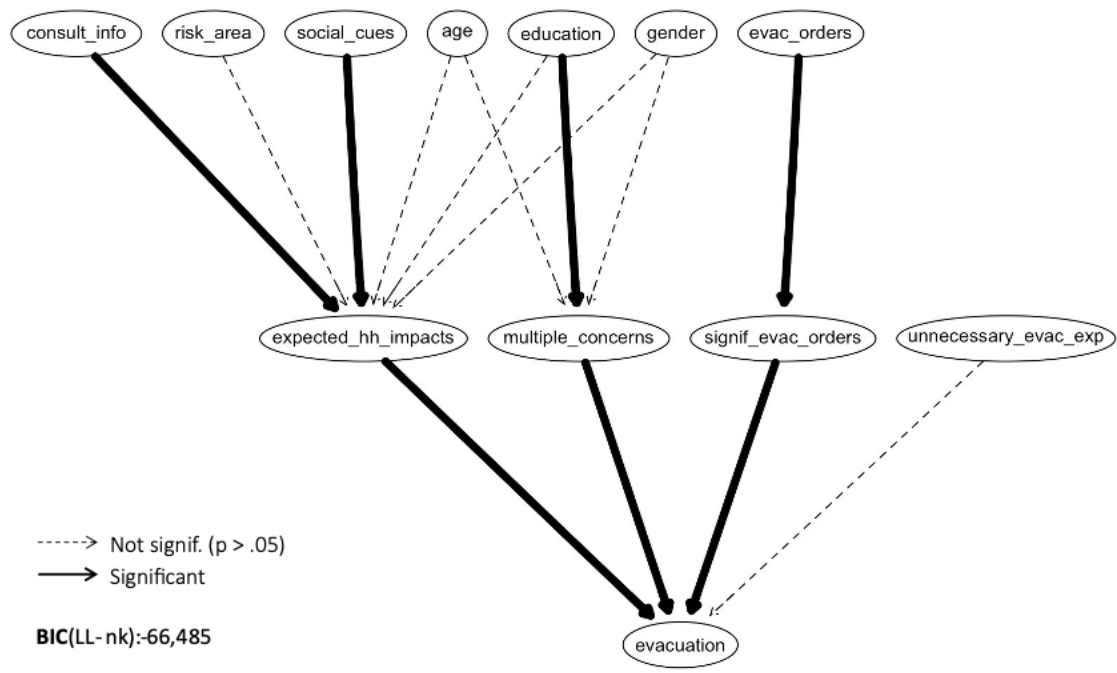 consult_info
risk_area
social_cues
age
education
gender
evac_orders
expected_hh_impacts
multiple_concerns
signif_evac_orders
unnecessary_evac_exp
Not signif. (p > .05)
Significant
BIC(LL-nk):-66,485
evacuation